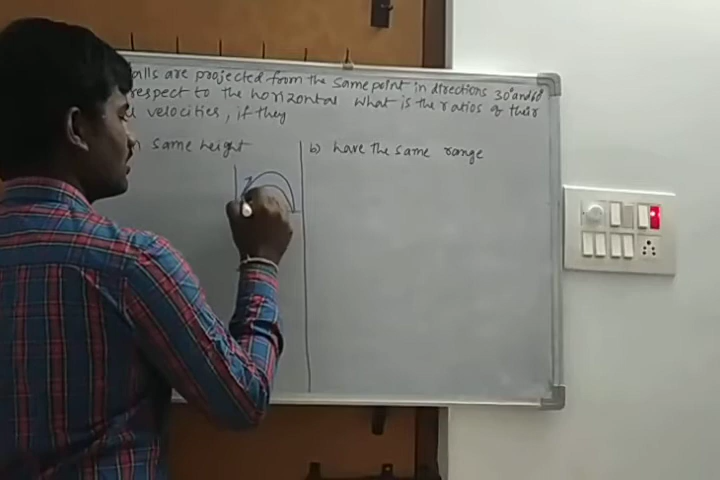 alls are projected from the same point in directions 30° and 60°
respect to the horizontal what is the ratios of their
velocities, if they
same height
b) have the same range